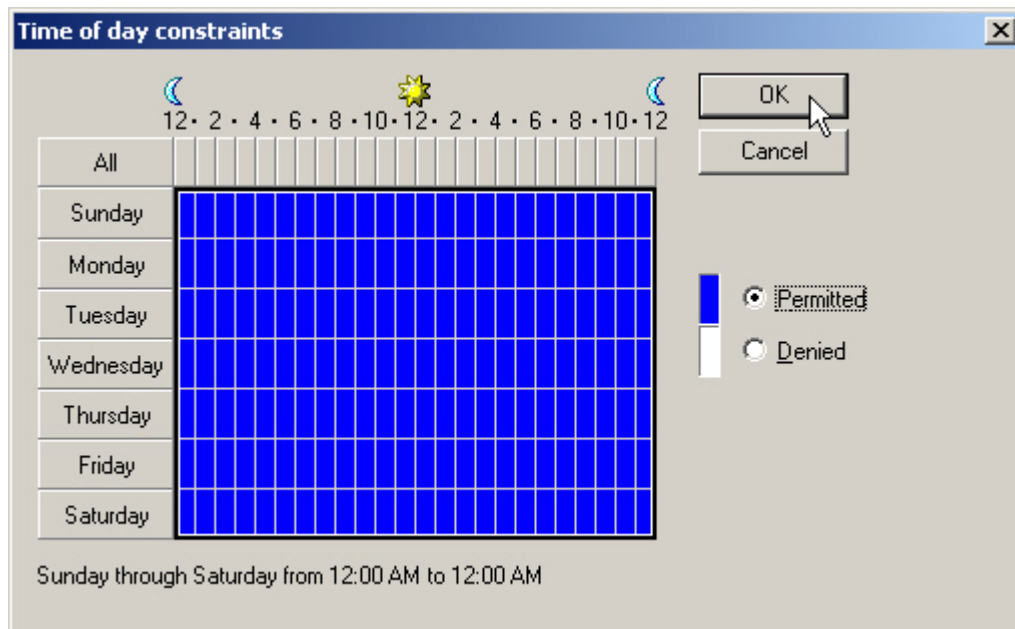 Time of day constraints
12 · 2 · 4 · 6 · 8 · 10 · 12 · 2 · 4 · 6 · 8 · 10 · 12
OK
Cancel
All
Sunday
Monday
Tuesday
Wednesday
Thursday
Friday
Saturday
Permitted
Denied
Sunday through Saturday from 12:00 AM to 12:00 AM